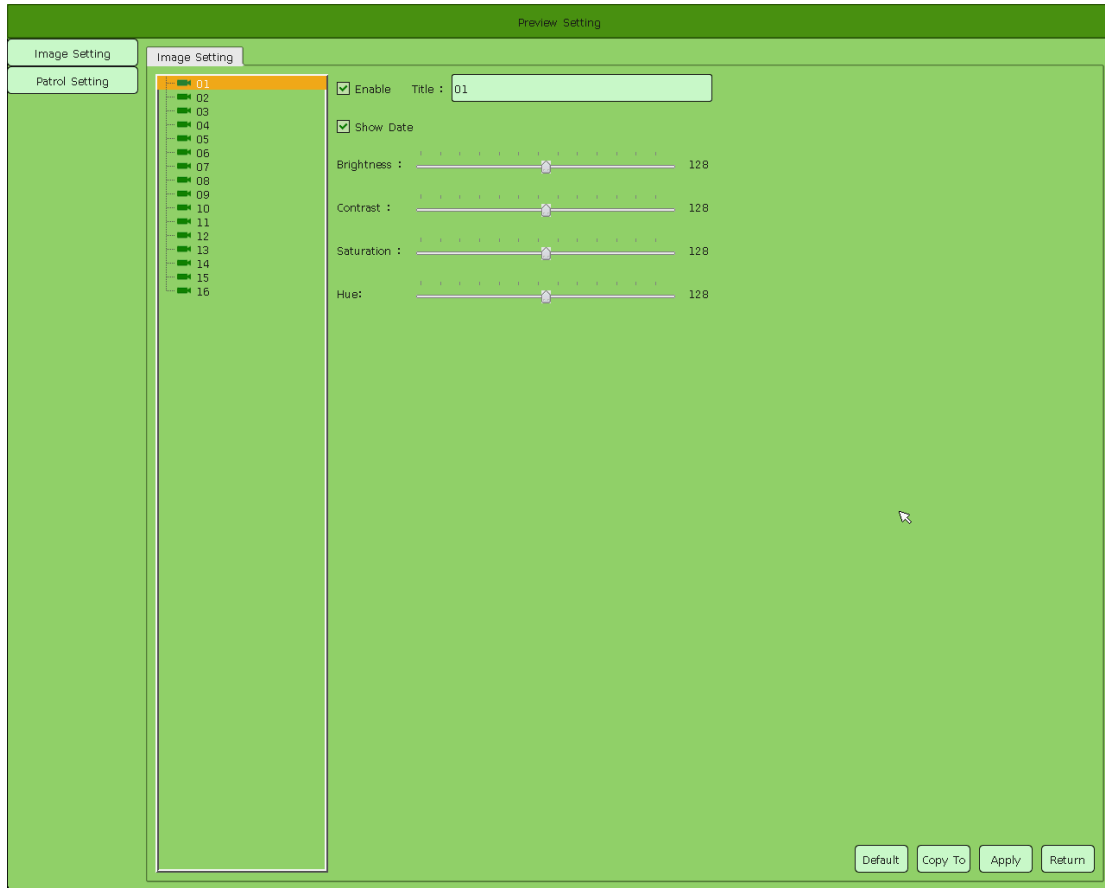 Preview Setting
Image Setting
Patrol Setting
Image Setting
01
02
03
04
05
06
07
08
09
10
11
12
13
14
15
16
Enable Title : 01
Show Date
Brightness : 128
Contrast : 128
Saturation : 128
Hue: 128
Default Copy To Apply Return